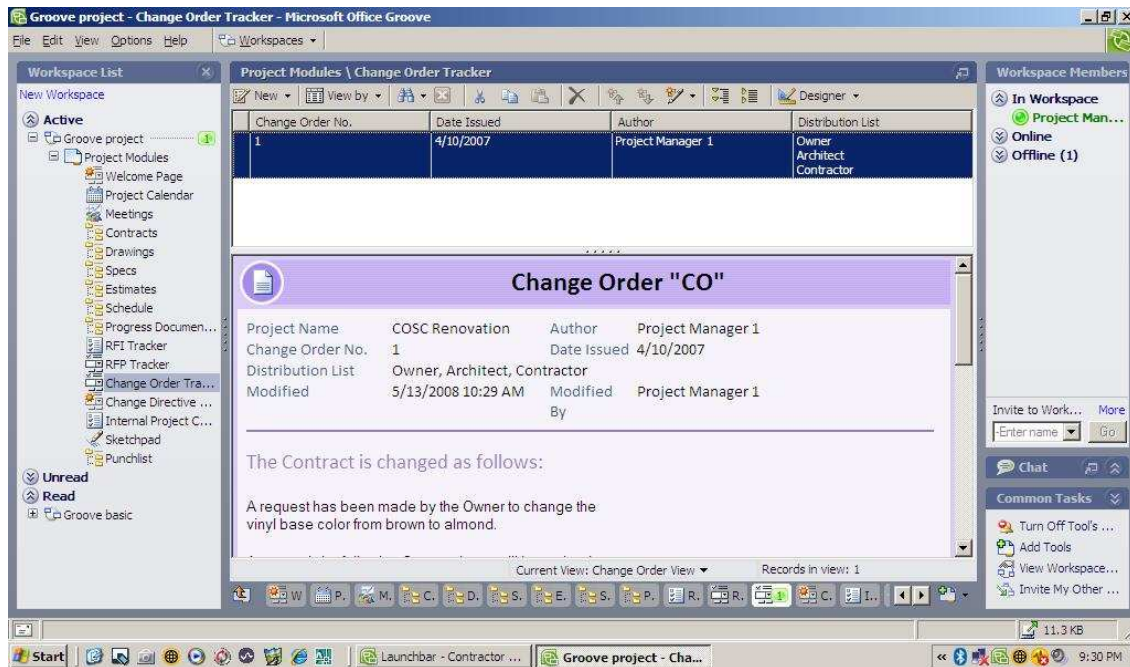 Groove project - Change Order Tracker - Microsoft Office Groove
File Edit View Options Help Workspaces
Workspace List
New Workspace
Active
Groove project 1
Project Modules
Welcome Page
Project Calendar
Meetings
Contracts
Drawings
Specs
Estimates
Schedule
Progress Documen...
RFI Tracker
RFP Tracker
Change Order Tra...
Change Directive ...
Internal Project C...
Sketchpad
Punchlist
Unread
Read
Groove basic
Project Modules \ Change Order Tracker
New View by Designer
Change Order No. Date Issued Author Distribution List
1 4/10/2007 Project Manager 1 Owner
Architect
Contractor
Change Order "CO"
Project Name COSC Renovation Author Project Manager 1
Change Order No. 1 Date Issued 4/10/2007
Distribution List Owner, Architect, Contractor
Modified 5/13/2008 10:29 AM Modified By Project Manager 1
The Contract is changed as follows:
A request has been made by the Owner to change the
vinyl base color from brown to almond.
Current View: Change Order View Records in view: 1
W P. M. C. D. S. E. S. P. R. R. 1 C. I..
Workspace Members
In Workspace
Project Man...
Online
Offline (1)
Invite to Work... More
-Enter name Go
Chat
Common Tasks
Turn Off Tool's ...
Add Tools
View Workspace...
Invite My Other ...
11.3 KB
Start Launchbar - Contractor ... Groove project - Cha... 9:30 PM